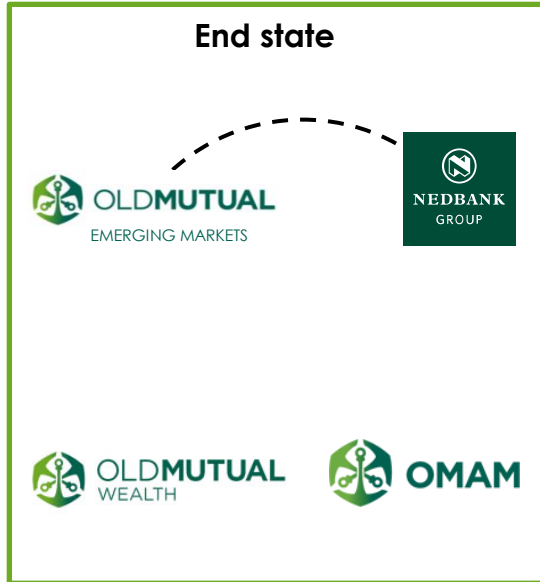 End state
OLDMUTUAL
EMERGING MARKETS
NEDBANK
GROUP
OLDMUTUAL
WEALTH
OMAM